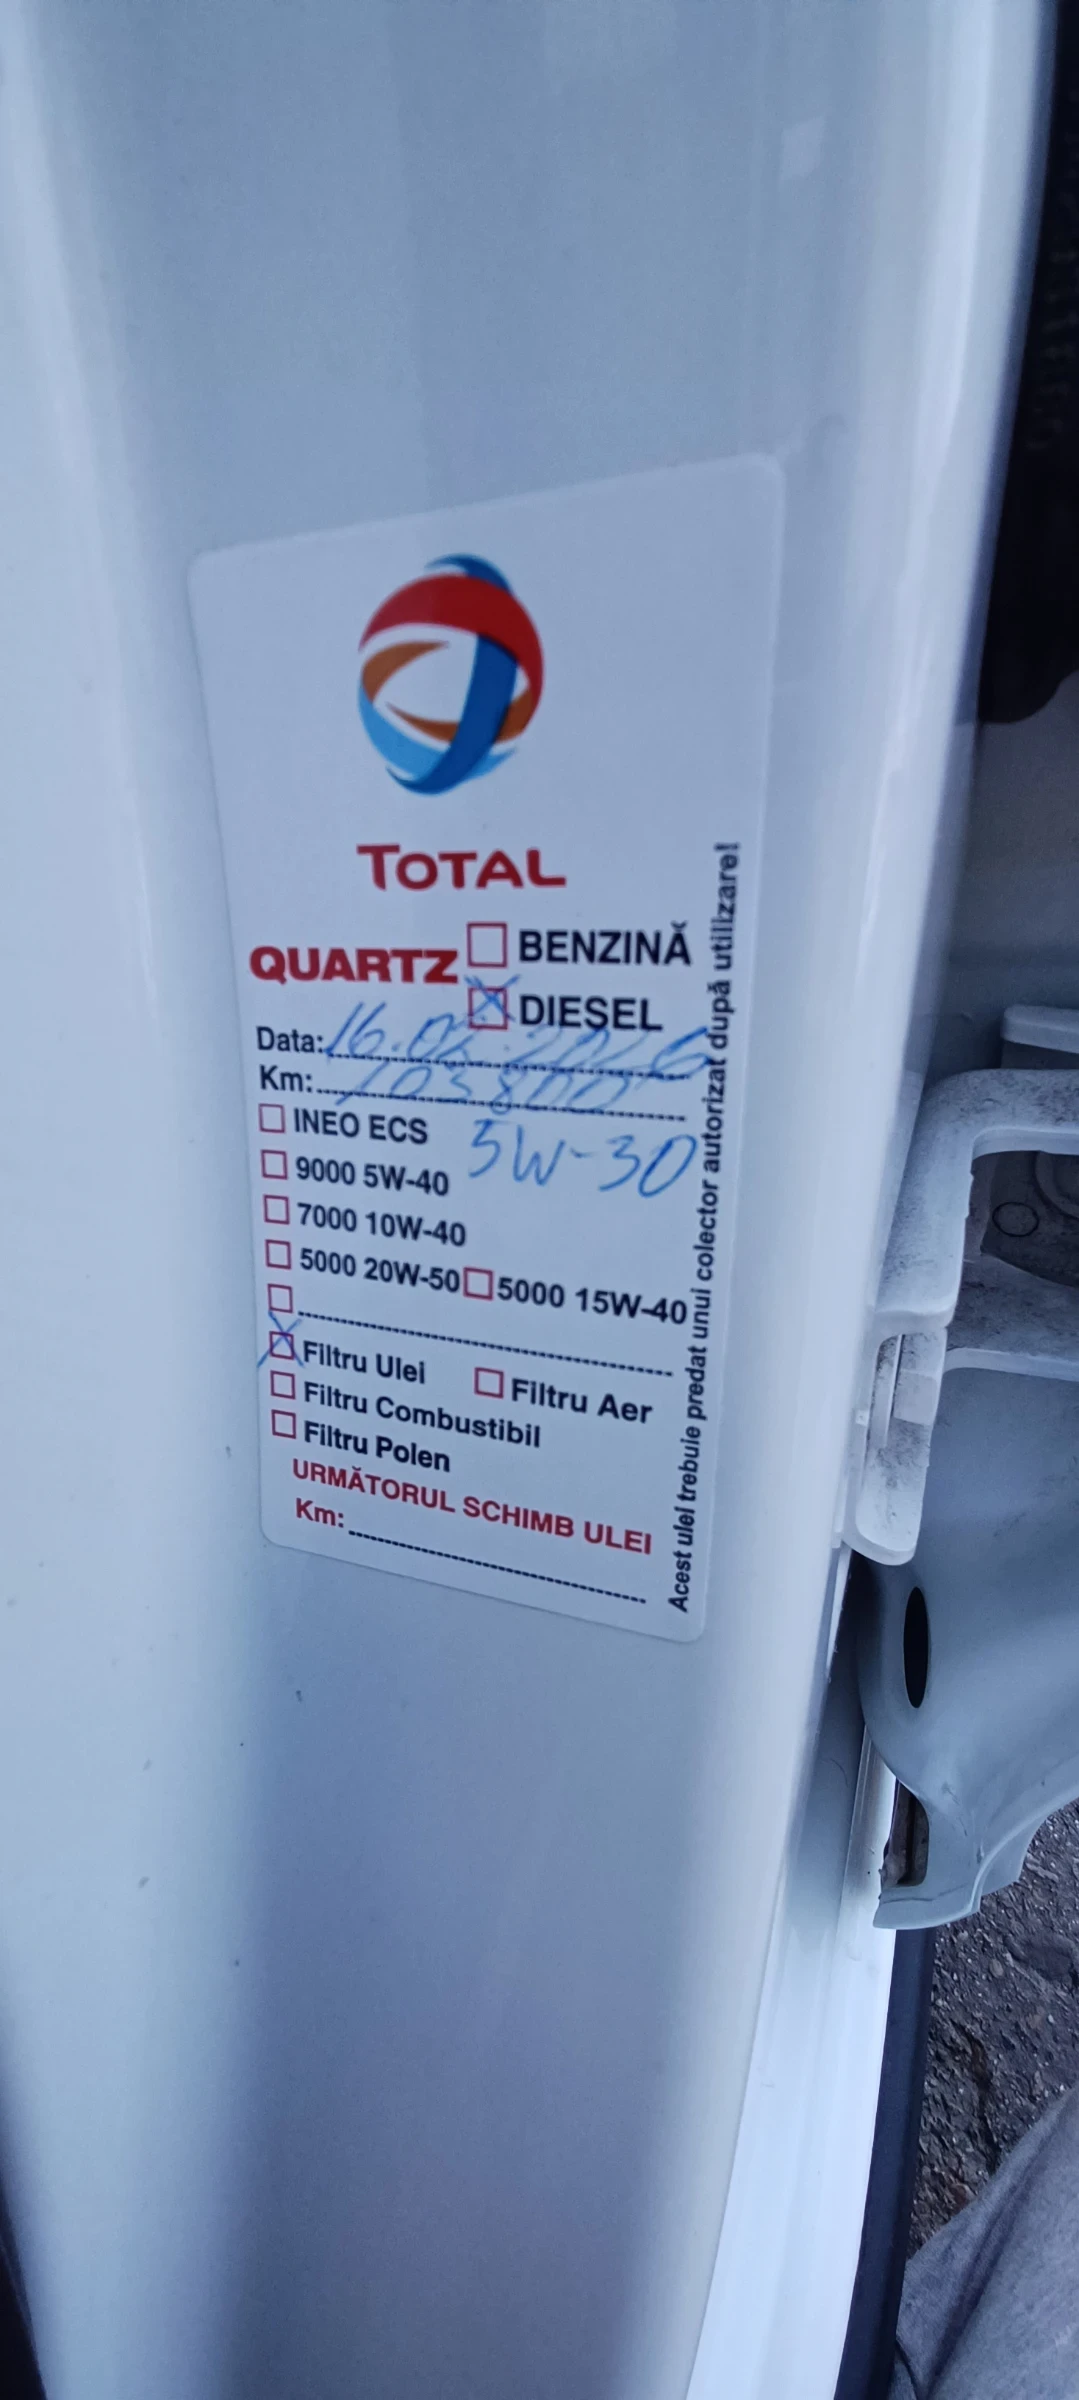 TOTAL
QUARTZ
BENZINĂ
DIESEL
Data: 16.02.2026
Km: 103800
INEO ECS
5W-30
9000 5W-40
7000 10W-40
5000 20W-50 5000 15W-40
Filtru Ulei Filtru Aer
Filtru Combustibil
Filtru Polen
URMĂTORUL SCHIMB ULEI
Km:
Acest ulei trebuie predat unui colector autorizat după utilizare!